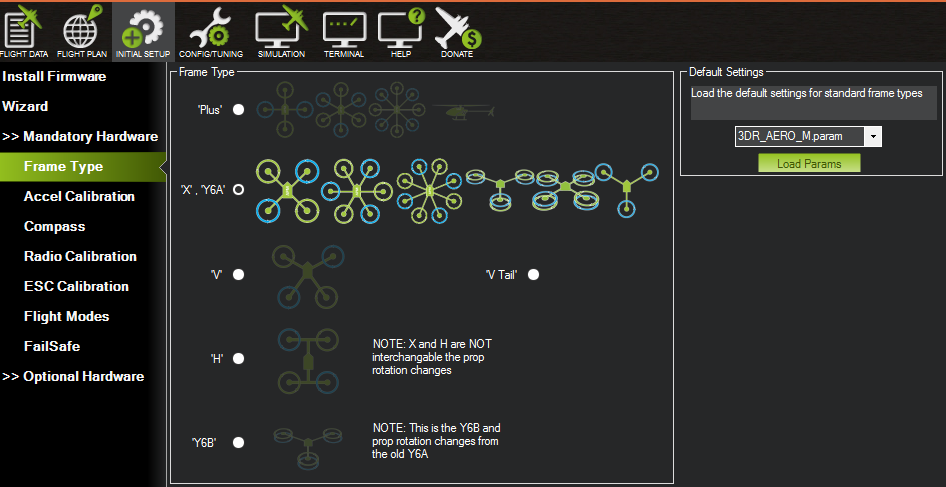 FLIGHT DATA
FLIGHT PLAN
INITIAL SETUP
CONFIG/TUNING
SIMULATION
TERMINAL
HELP
DONATE
Install Firmware
Wizard
>> Mandatory Hardware
Frame Type
Accel Calibration
Compass
Radio Calibration
ESC Calibration
Flight Modes
FailSafe
>> Optional Hardware
Frame Type
'Plus'
'X' , 'Y6A'
'V'
'V Tail'
'H'
NOTE: X and H are NOT
interchangable the prop
rotation changes
'Y6B'
NOTE: This is the Y6B and
prop rotation changes from
the old Y6A
Default Settings
Load the default settings for standard frame types
3DR_AERO_M.param
Load Params